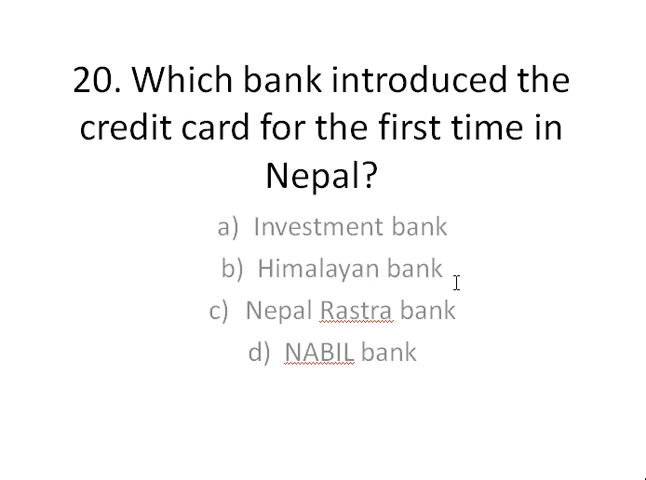 20. Which bank introduced the
credit card for the first time in
Nepal?
a) Investment bank
b) Himalayan bank
c) Nepal Rastra bank
d) NABIL bank